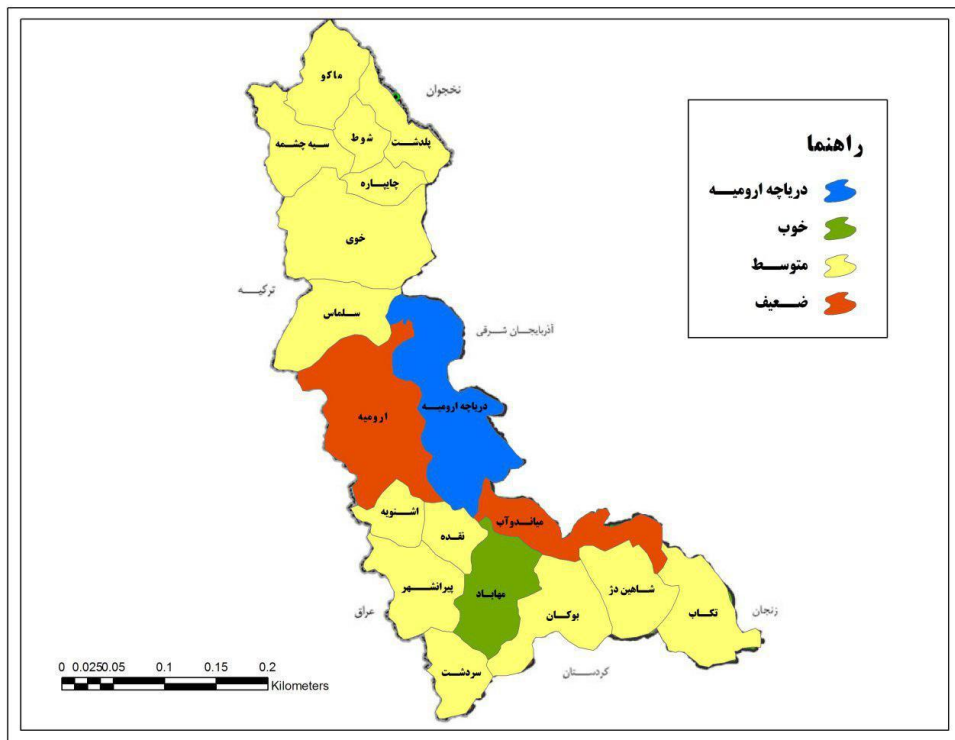 ماکو
نخجوان
شوط
پلدشت
سیه چشمه
چایپاره
خوی
ترکیه
سلماس
آذربایجان شرقی
ارومیه
دریاچه ارومیه
اشنویه
میاندوآب
نقده
پیرانشهر
مهاباد
بوکان
شاهین دژ
تکاب
زنجان
عراق
سردشت
کردستان
راهنما
دریاچه ارومیه
خوب
متوسط
ضعیف
0 0.025 0.05 0.1 0.15 0.2
Kilometers